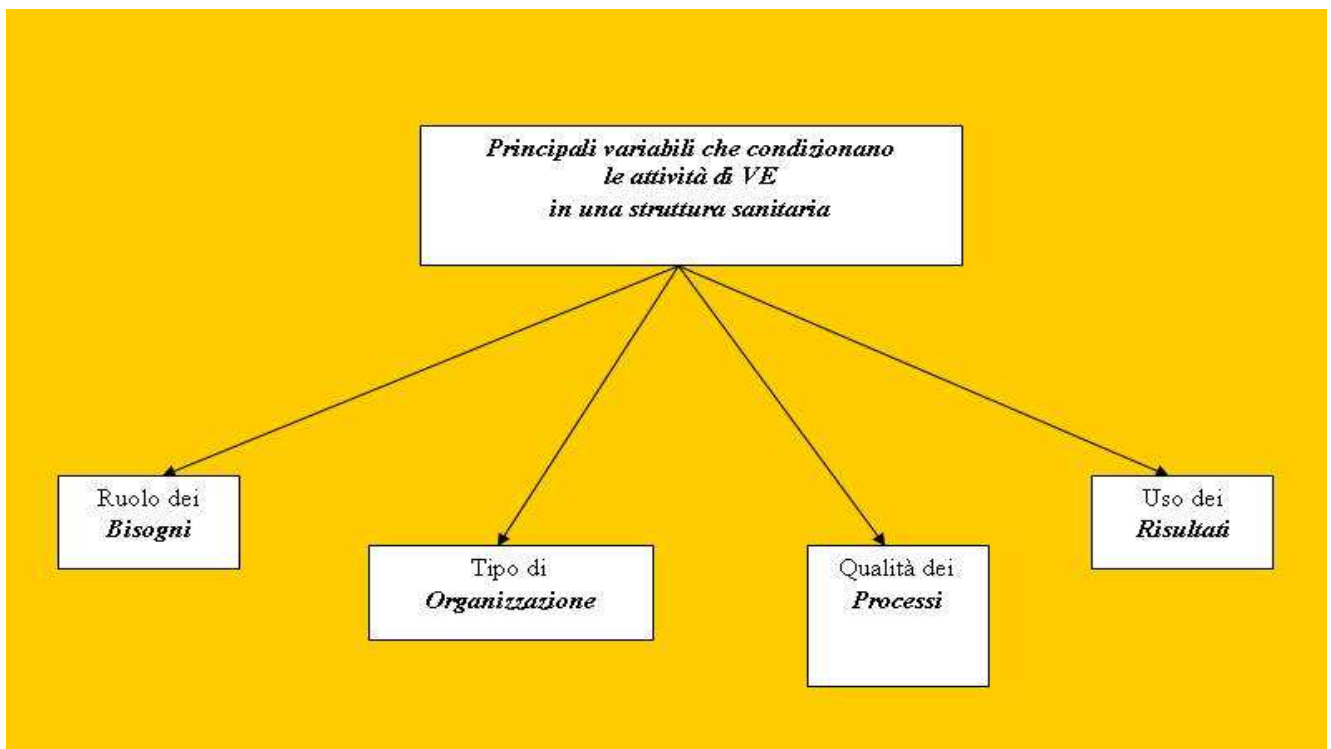 Principali variabili che condizionano
le attività di VE
in una struttura sanitaria
Ruolo dei
Bisogni
Tipo di
Organizzazione
Qualità dei
Processi
Uso dei
Risultati